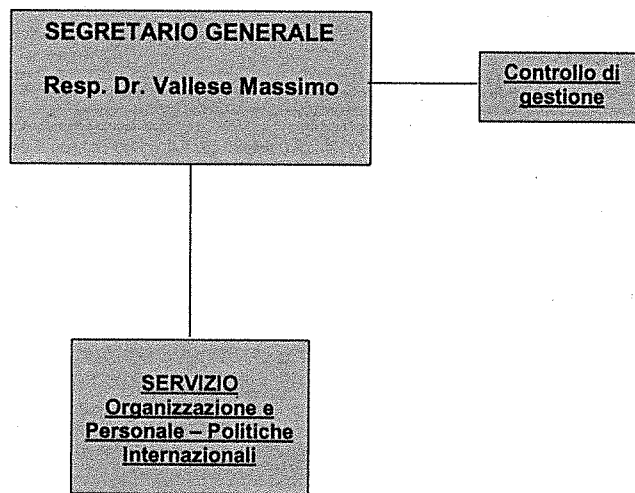 SEGRETARIO GENERALE
Resp. Dr. Vallese Massimo
Controllo di
gestione
SERVIZIO
Organizzazione e
Personale – Politiche
Internazionali